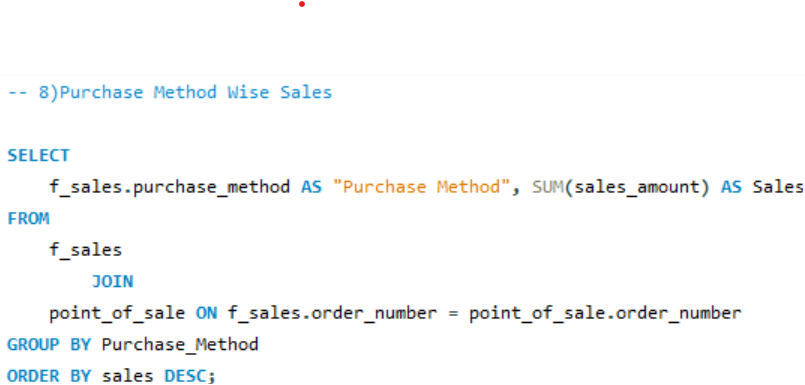 -- 8)Purchase Method Wise Sales
SELECT
f_sales.purchase_method AS "Purchase Method", SUM(sales_amount) AS Sales
FROM
f_sales
JOIN
point_of_sale ON f_sales.order_number = point_of_sale.order_number
GROUP BY Purchase_Method
ORDER BY sales DESC;